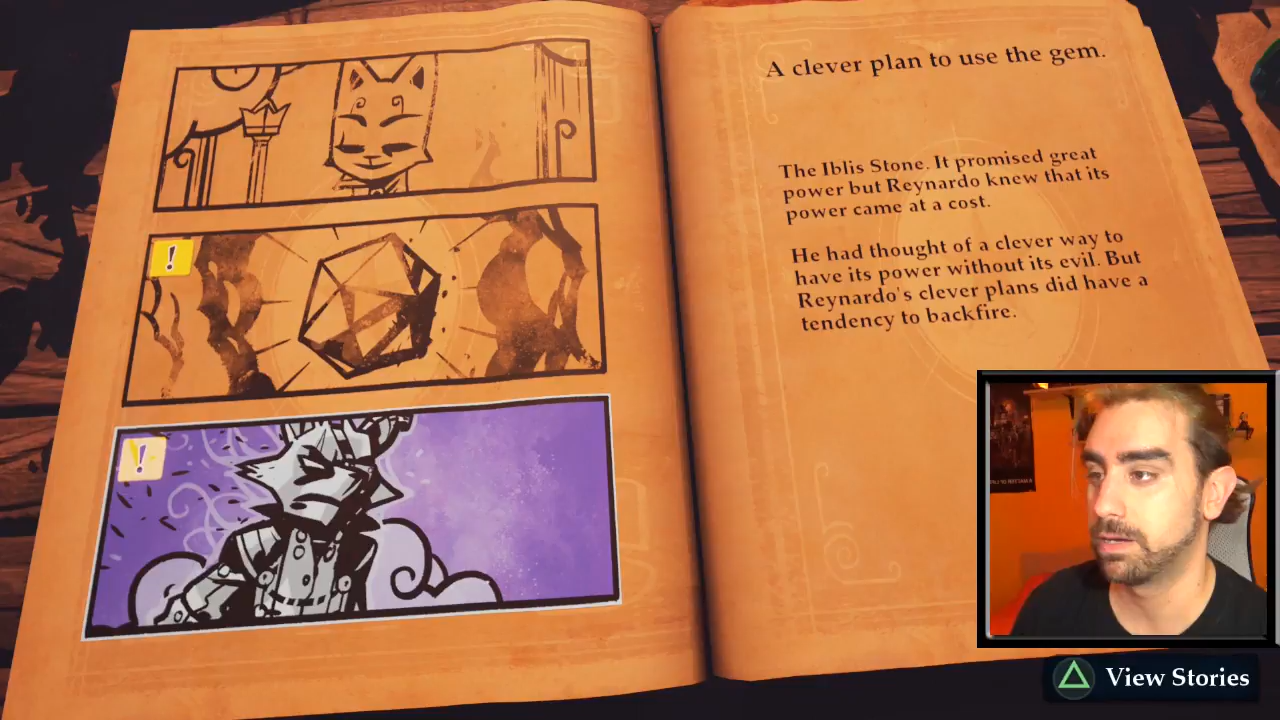 A clever plan to use the gem.
The Iblis Stone. It promised great
power but Reynardo knew that its
power came at a cost.
He had thought of a clever way to
have its power without its evil. But
Reynardo's clever plans did have a
tendency to backfire.
!
!
View Stories